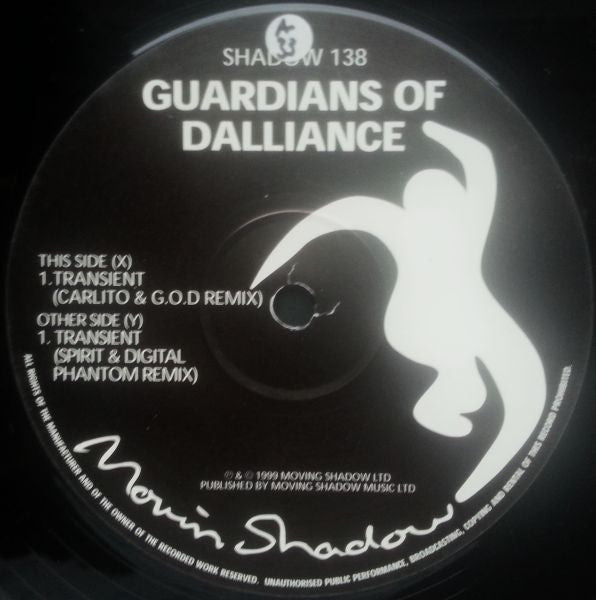 SHADOW 138
GUARDIANS OF
DALLIANCE
THIS SIDE (X)
1. TRANSIENT
(CARLITO & G.O.D REMIX)
OTHER SIDE (Y)
1. TRANSIENT
(SPIRIT & DIGITAL
PHANTOM REMIX)
℗ & © 1999 MOVING SHADOW LTD
PUBLISHED BY MOVING SHADOW MUSIC LTD
Movin Shadow
ALL RIGHTS OF THE MANUFACTURER AND OF THE OWNER OF THE RECORDED WORK RESERVED. UNAUTHORISED PUBLIC PERFORMANCE, BROADCASTING, COPYING AND RENTAL OF THIS RECORD PROHIBITED.